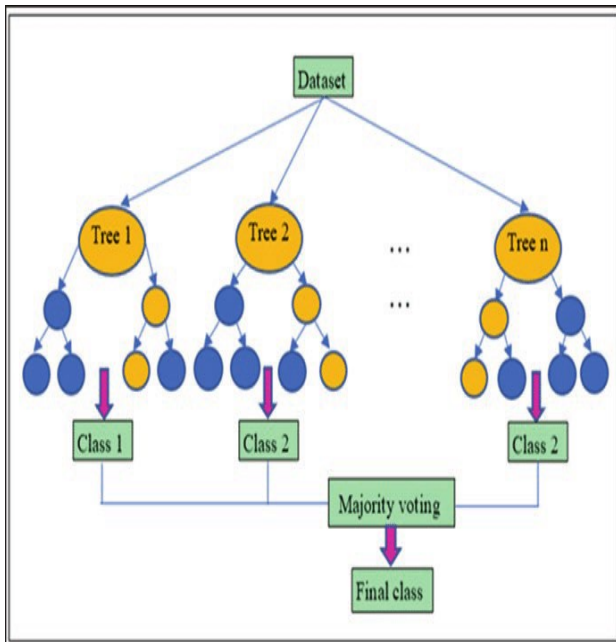 Dataset
Tree 1
Tree 2
...
Tree n
...
Class 1
Class 2
Class 2
Majority voting
Final class